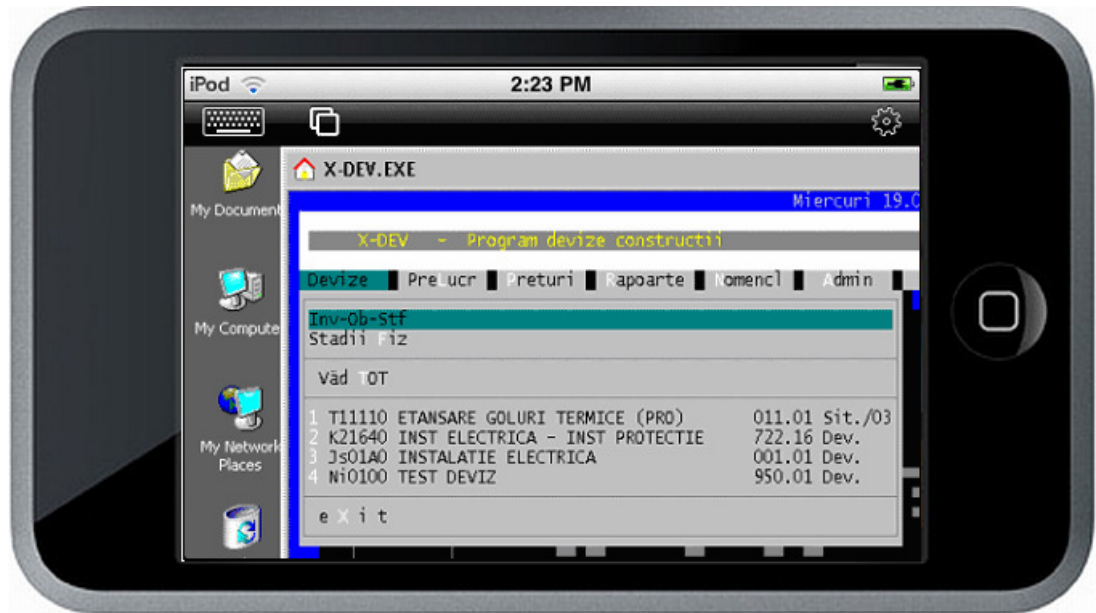 iPod 2:23 PM
X-DEV.EXE
My Document
Miercuri 19.0
X-DEV - Program devize constructii
Devize PreLucr Preturi Rapoarte Nomencl Admin
My Compute
Inv-Ob-Stf
Stadii Fiz
Văd TOT
1 T11110 ETANSARE GOLURI TERMICE (PRO) 011.01 Sit./03
2 K21640 INST ELECTRICA - INST PROTECTIE 722.16 Dev.
3 Js01A0 INSTALATIE ELECTRICA 001.01 Dev.
4 Ni0100 TEST DEVIZ 950.01 Dev.
My Network
Places
e X i t